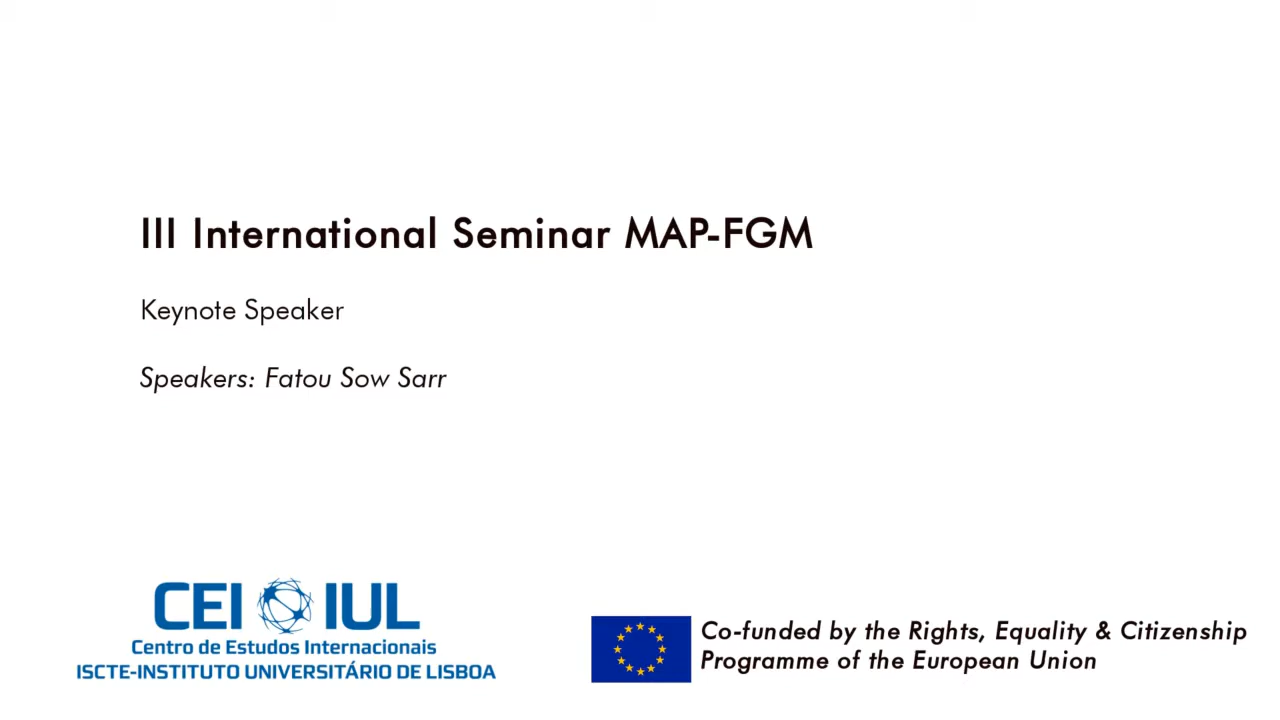 III International Seminar MAP-FGM
Keynote Speaker
Speakers: Fatou Sow Sarr
CEI IUL
Centro de Estudos Internacionais
ISCTE-INSTITUTO UNIVERSITÁRIO DE LISBOA
Co-funded by the Rights, Equality & Citizenship
Programme of the European Union